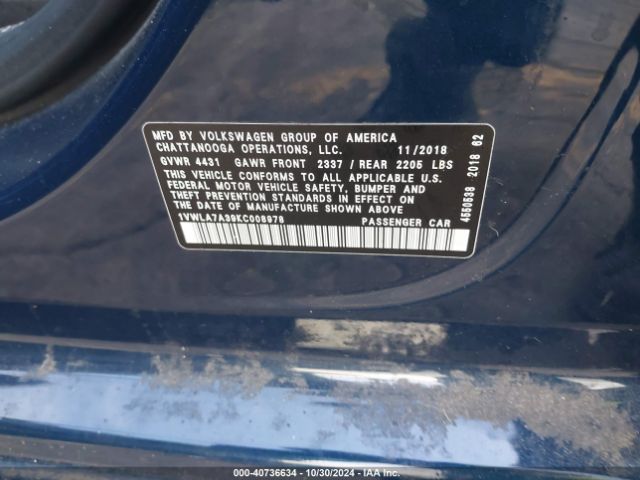 MFD BY VOLKSWAGEN GROUP OF AMERICA
CHATTANOOGA OPERATIONS, LLC. 11/2018
GVWR 4431 GAWR FRONT 2337 / REAR 2205 LBS
THIS VEHICLE CONFORMS TO ALL APPLICABLE U.S.
FEDERAL MOTOR VEHICLE SAFETY, BUMPER AND
THEFT PREVENTION STANDARDS IN EFFECT ON
THE DATE OF MANUFACTURE SHOWN ABOVE
1VWLA7A39KC008978 PASSENGER CAR
4550538 2018 62
000-40736634 - 10/30/2024 - IAA Inc.